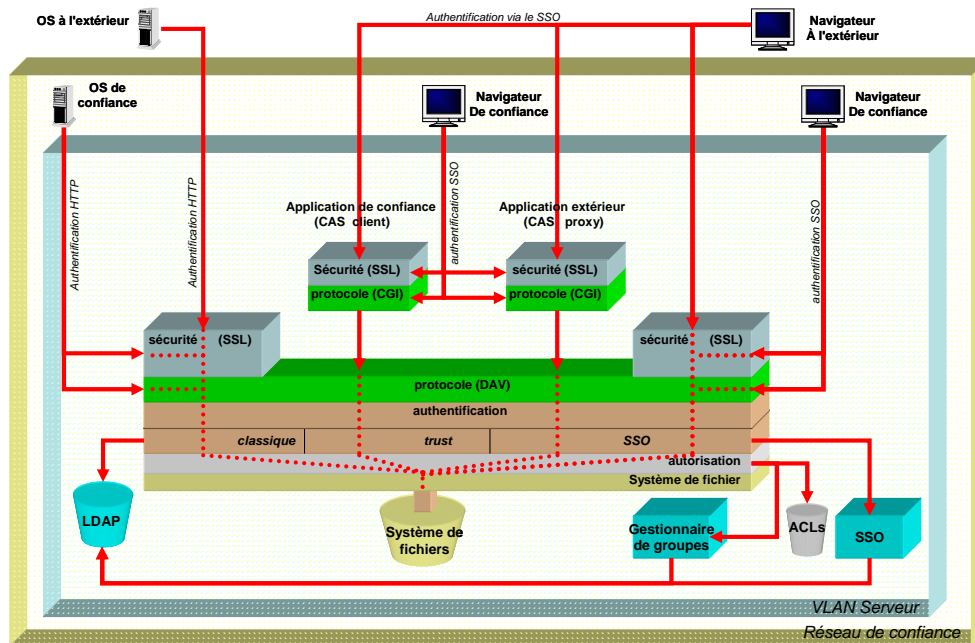 OS à l'extérieur
Authentification via le SSO
Navigateur
À l'extérieur
OS de
confiance
Navigateur
De confiance
Navigateur
De confiance
Authentification HTTP
Authentification HTTP
authentification SSO
authentification SSO
Application de confiance
(CAS client)
Application extérieur
(CAS proxy)
Sécurité (SSL)
protocole (CGI)
sécurité (SSL)
protocole (CGI)
sécurité (SSL)
sécurité (SSL)
protocole (DAV)
authentification
classique
trust
SSO
autorisation
Système de fichier
LDAP
Système de
fichiers
Gestionnaire
de groupes
ACLs
SSO
VLAN Serveur
Réseau de confiance